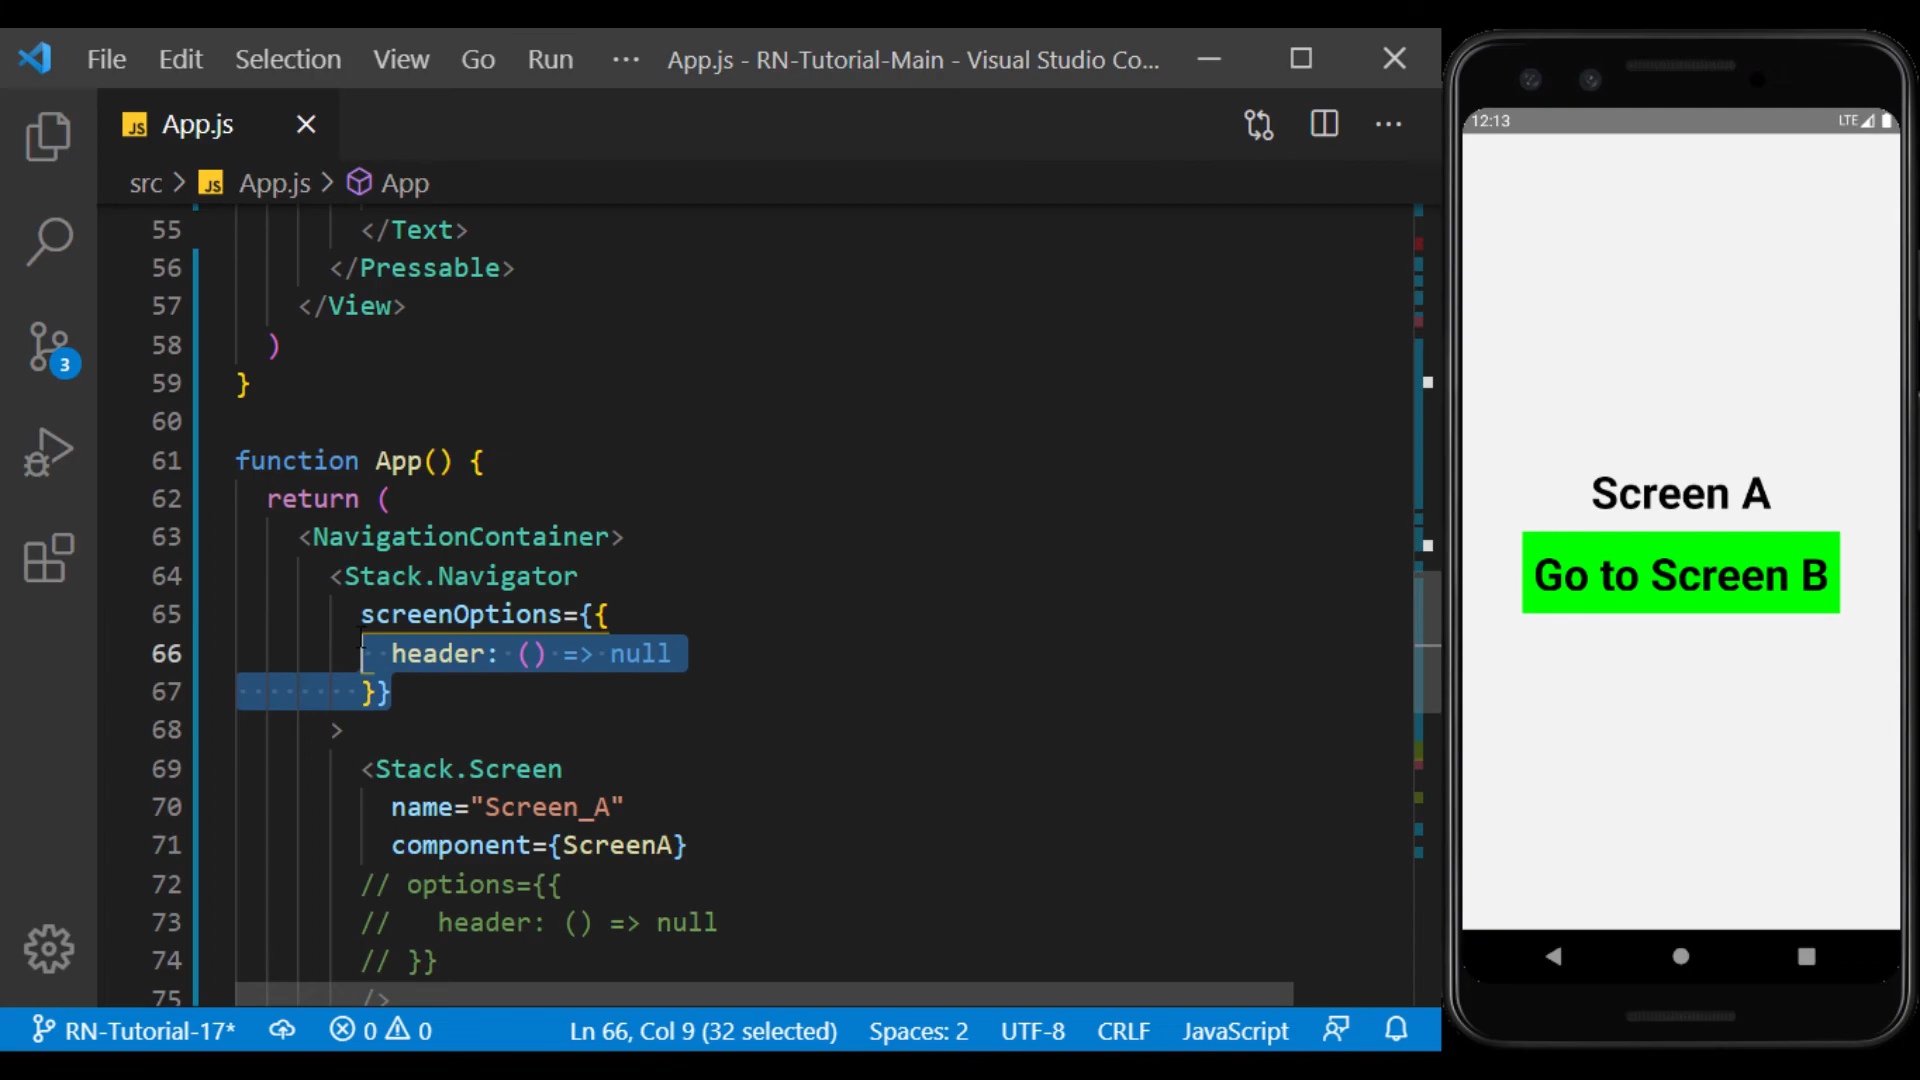 File Edit Selection View Go Run ··· App.js - RN-Tutorial-Main - Visual Studio Co...
JS App.js
src > JS App.js > App
55 </Text>
56 </Pressable>
57 </View>
58 )
59 }
60
61 function App() {
62 return (
63 <NavigationContainer>
64 <Stack.Navigator
65 screenOptions={{
66 header: () => null
67 }}
68 >
69 <Stack.Screen
70 name="Screen_A"
71 component={ScreenA}
72 // options={{
73 // header: () => null
74 // }}
75 />
3
RN-Tutorial-17* 0 0 Ln 66, Col 9 (32 selected) Spaces: 2 UTF-8 CRLF JavaScript
12:13 LTE
Screen A
Go to Screen B